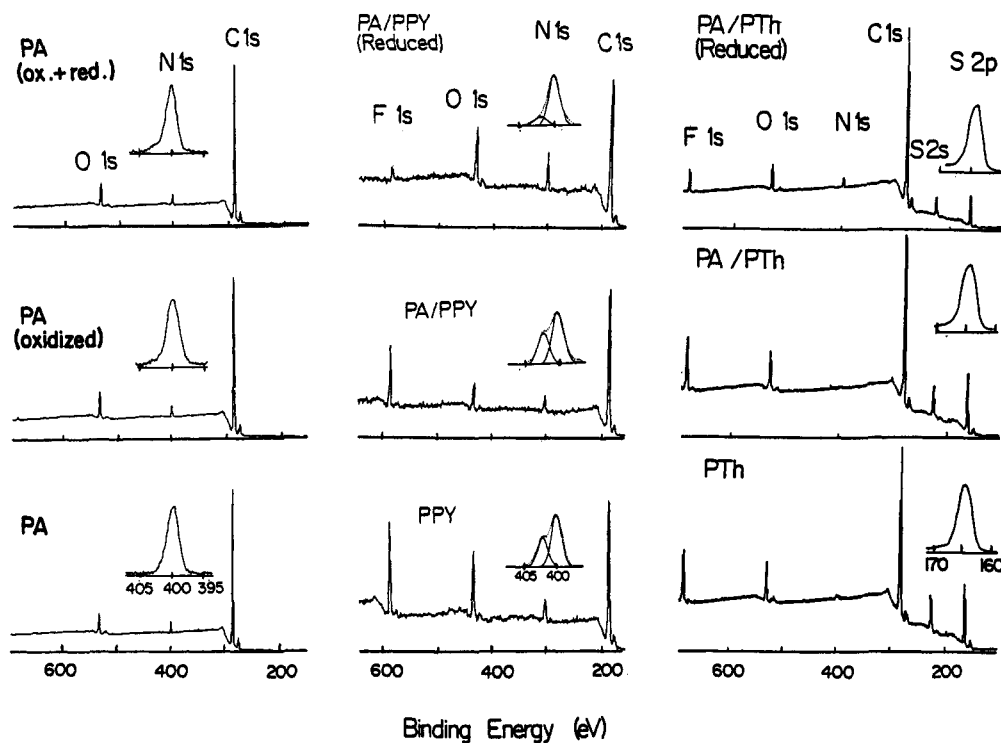 PA
(ox.+red.)
N1s
C1s
O 1s
PA/PPY
(Reduced)
F 1s
O 1s
N1s
C1s
PA/PTh
(Reduced)
F 1s
O 1s
N1s
C1s
S2s
S 2p
PA
(oxidized)
PA/PPY
PA/PTh
PA
405 400 395
PPY
405 400
PTh
170 160
600 400 200
600 400 200
600 400 200
Binding Energy (eV)